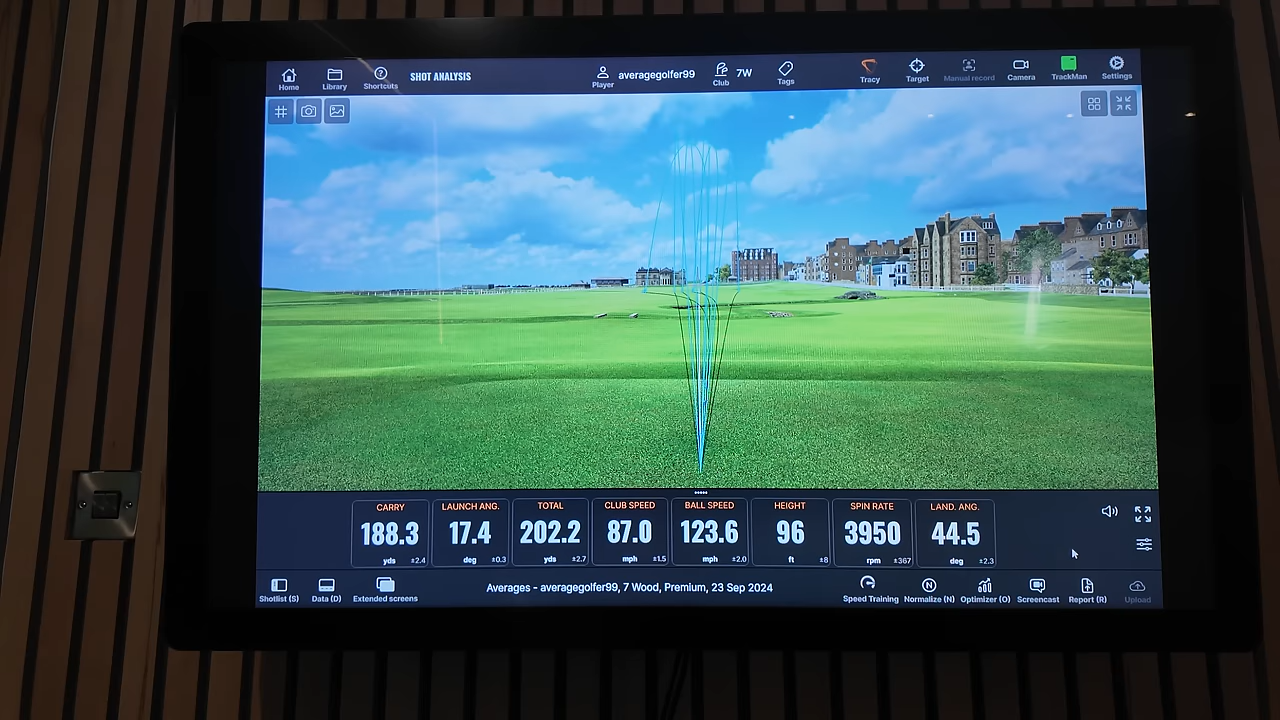 Home Library Shortcuts SHOT ANALYSIS Player averagegolfer99 Club 7W Tags Tracy Target Manual record Camera TrackMan Settings
CARRY LAUNCH ANG. TOTAL CLUB SPEED BALL SPEED HEIGHT SPIN RATE LAND. ANG.
188.3 17.4 202.2 87.0 123.6 96 3950 44.5
yds ±2.4 deg ±0.3 yds ±2.7 mph ±1.5 mph ±2.0 ft ±8 rpm ±367 deg ±2.3
Shotlist (S) Data (D) Extended screens Averages - averagegolfer99, 7 Wood, Premium, 23 Sep 2024 Speed Training Normalize (N) Optimizer (O) Screencast Report (R) Upload